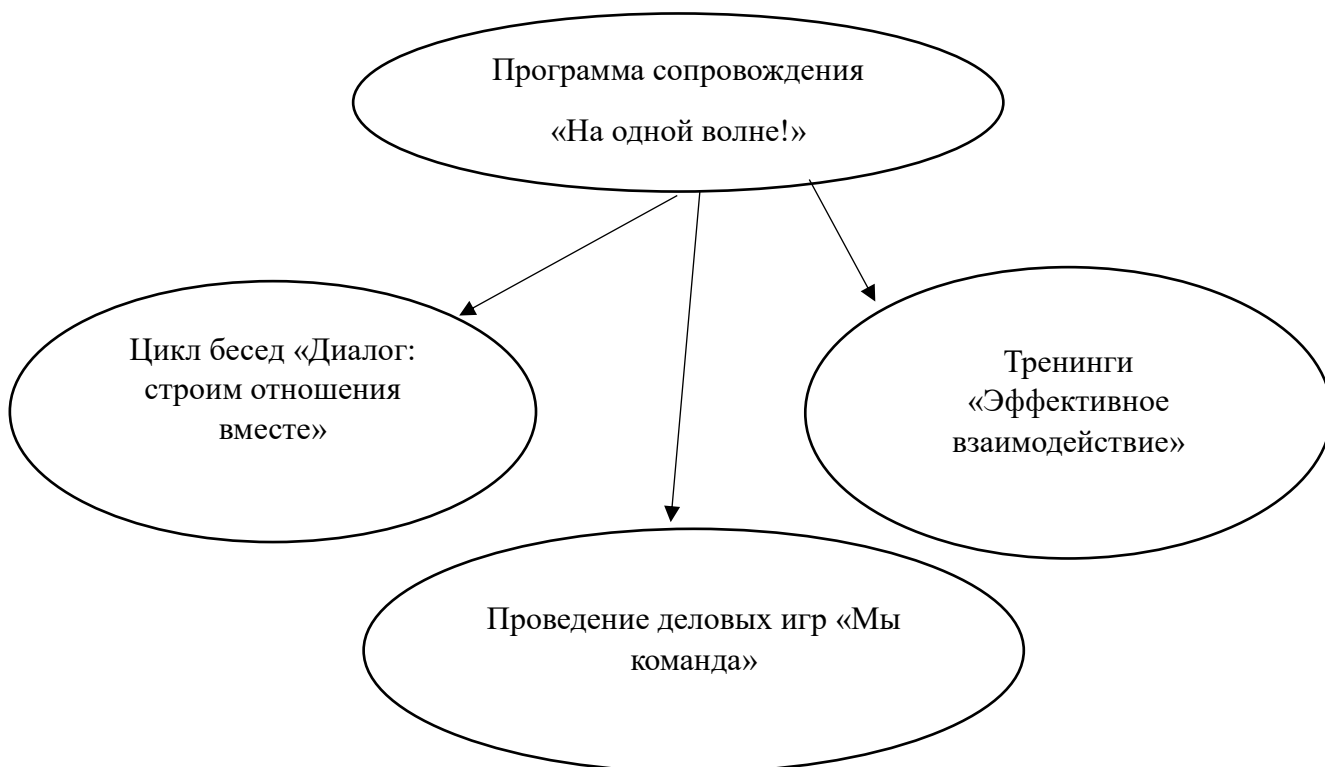 Программа сопровождения
«На одной волне!»
Цикл бесед «Диалог:
строим отношения
вместе»
Тренинги
«Эффективное
взаимодействие»
Проведение деловых игр «Мы
команда»